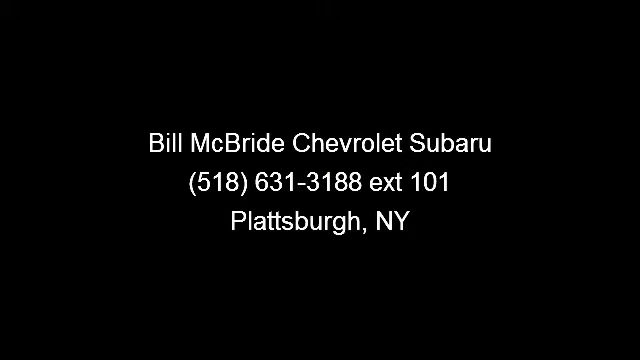 Bill McBride Chevrolet Subaru
(518) 631-3188 ext 101
Plattsburgh, NY